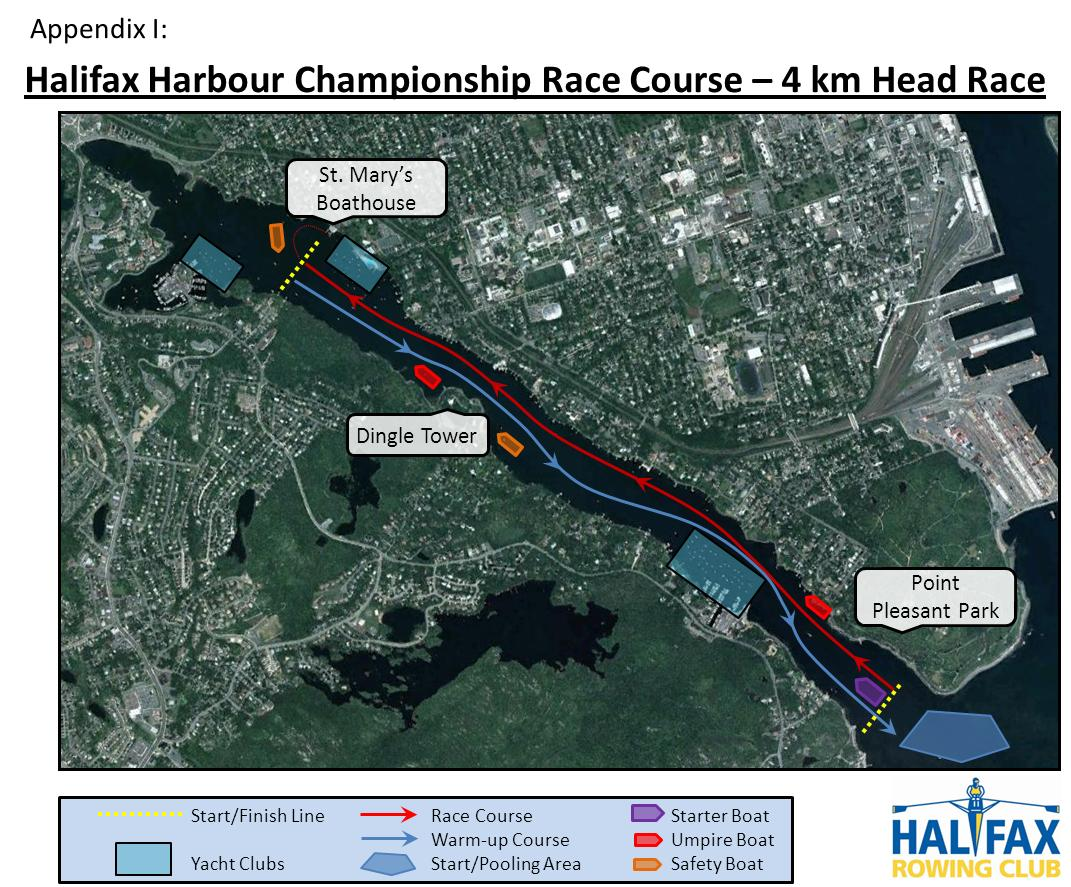 Appendix I:
Halifax Harbour Championship Race Course – 4 km Head Race
St. Mary's
Boathouse
Dingle Tower
Point
Pleasant Park
Start/Finish Line
Race Course
Starter Boat
Warm-up Course
Umpire Boat
Yacht Clubs
Start/Pooling Area
Safety Boat
HALIFAX
ROWING CLUB